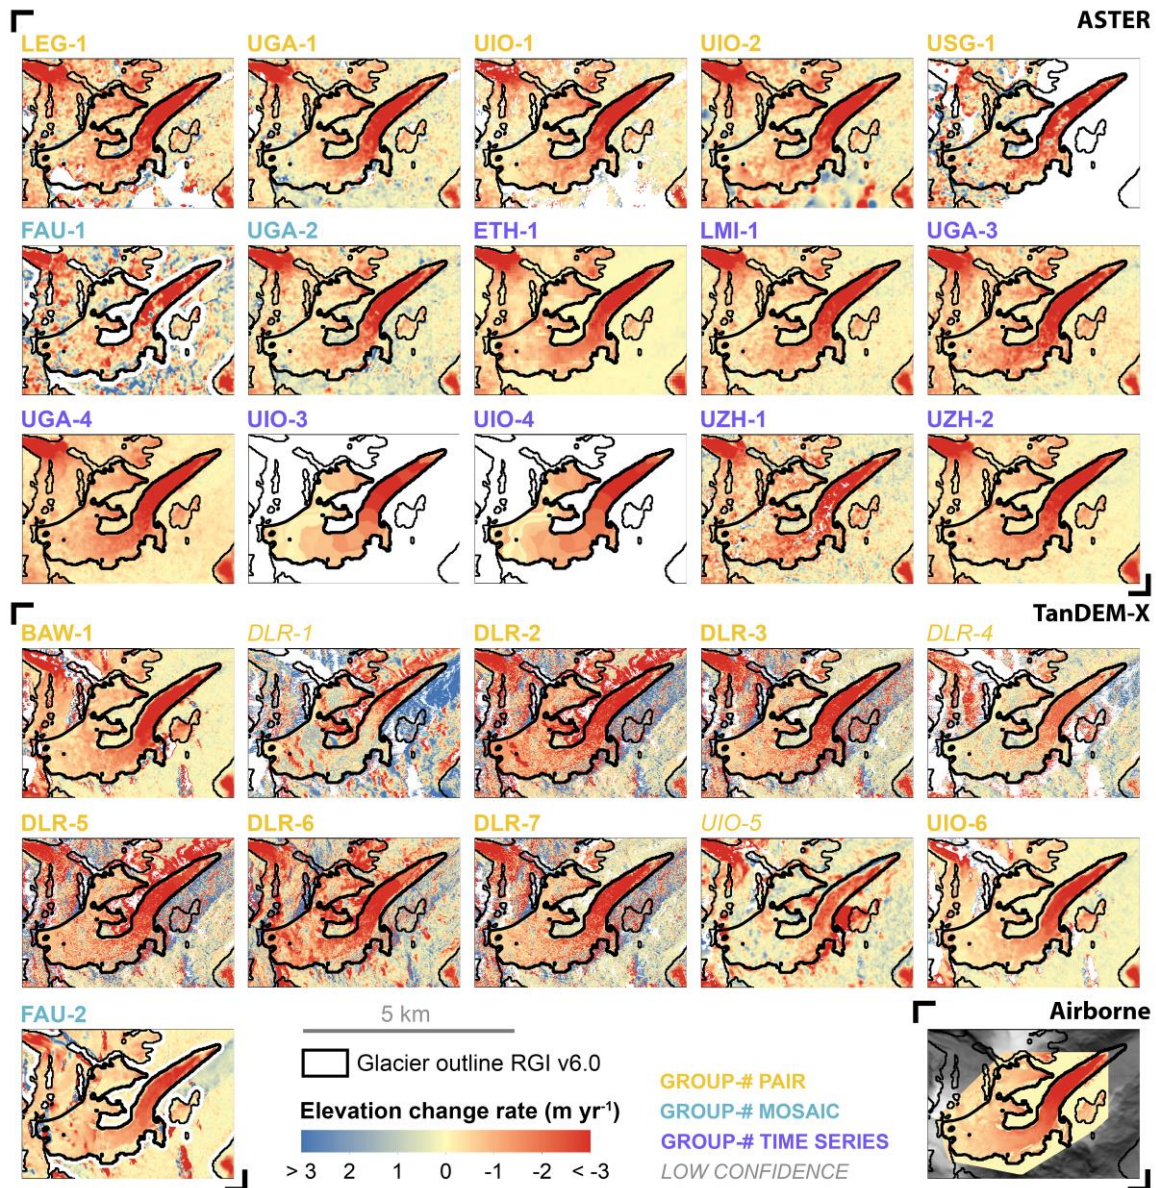 ASTER
LEG-1 UGA-1 UIO-1 UIO-2 USG-1
FAU-1 UGA-2 ETH-1 LMI-1 UGA-3
UGA-4 UIO-3 UIO-4 UZH-1 UZH-2
TanDEM-X
BAW-1 DLR-1 DLR-2 DLR-3 DLR-4
DLR-5 DLR-6 DLR-7 UIO-5 UIO-6
FAU-2
5 km
Airborne
Glacier outline RGI v6.0
Elevation change rate (m yr⁻¹)
> 3 2 1 0 -1 -2 < -3
GROUP-# PAIR
GROUP-# MOSAIC
GROUP-# TIME SERIES
LOW CONFIDENCE